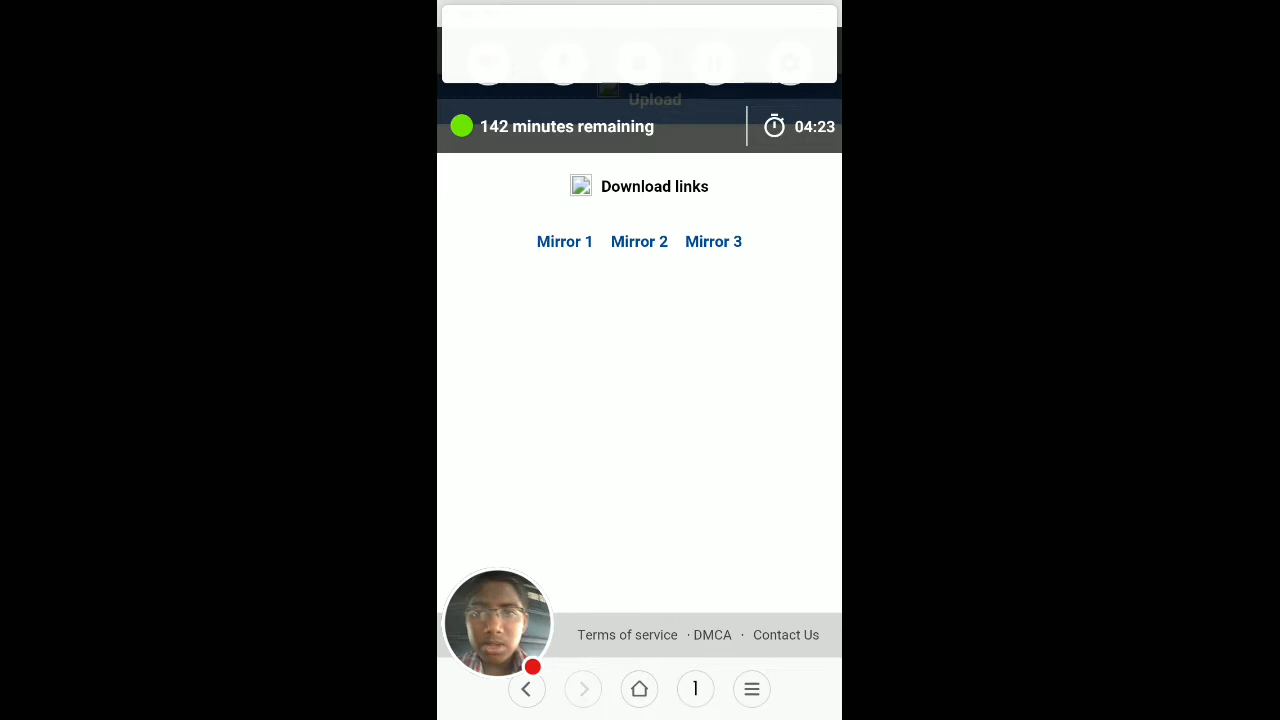 Upload
142 minutes remaining 04:23
Download links
Mirror 1 Mirror 2 Mirror 3
Terms of service · DMCA · Contact Us
1